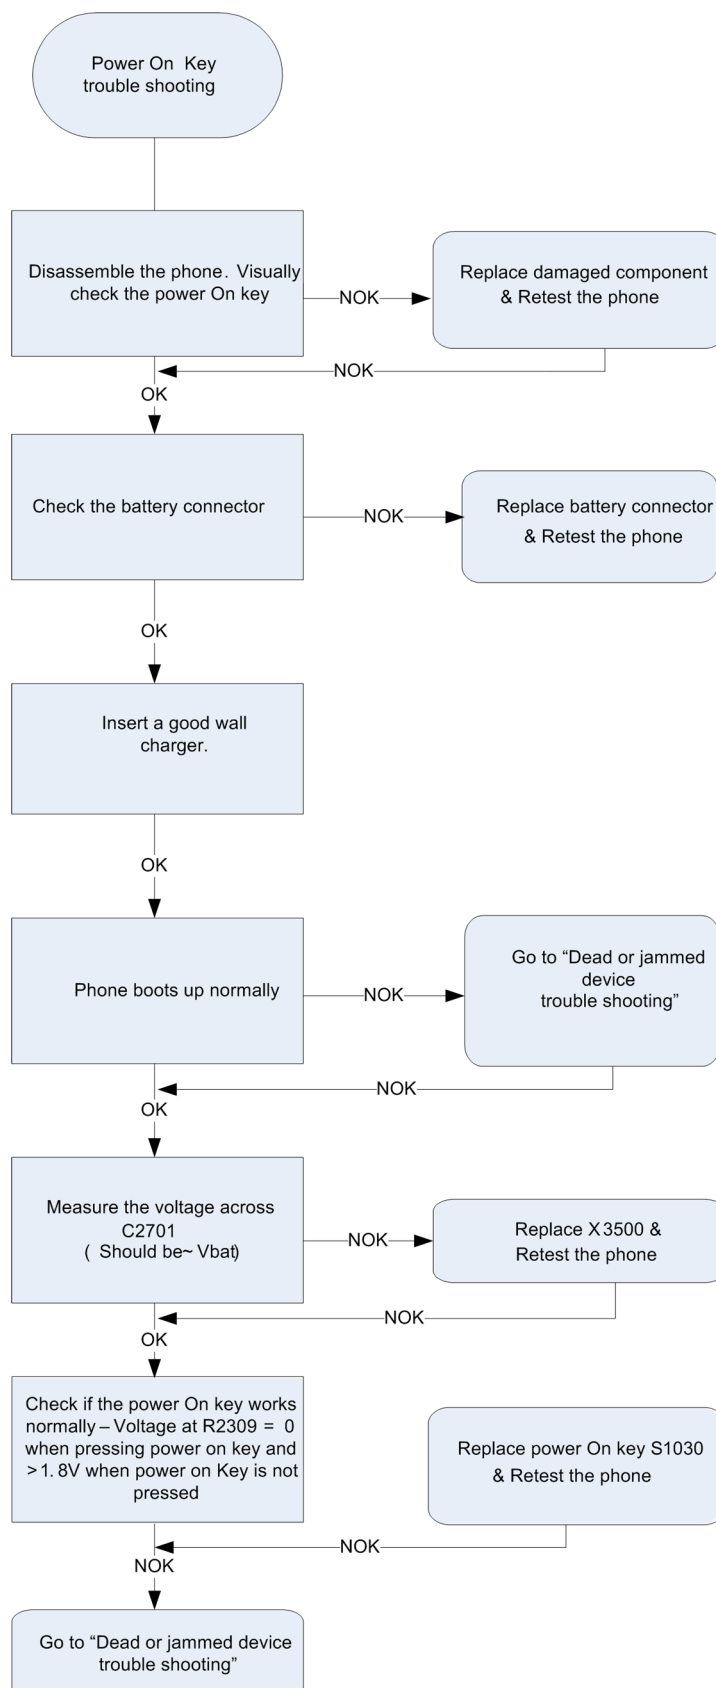 Power On Key
trouble shooting
Disassemble the phone. Visually
check the power On key
NOK
Replace damaged component
& Retest the phone
NOK
OK
Check the battery connector
NOK
Replace battery connector
& Retest the phone
OK
Insert a good wall
charger.
OK
Phone boots up normally
NOK
Go to “Dead or jammed
device
trouble shooting”
NOK
OK
Measure the voltage across
C2701
( Should be~ Vbat)
NOK
Replace X3500 &
Retest the phone
NOK
OK
Check if the power On key works
normally – Voltage at R2309 = 0
when pressing power on key and
>1.8V when power on Key is not
pressed
Replace power On key S1030
& Retest the phone
NOK
NOK
Go to “Dead or jammed device
trouble shooting”